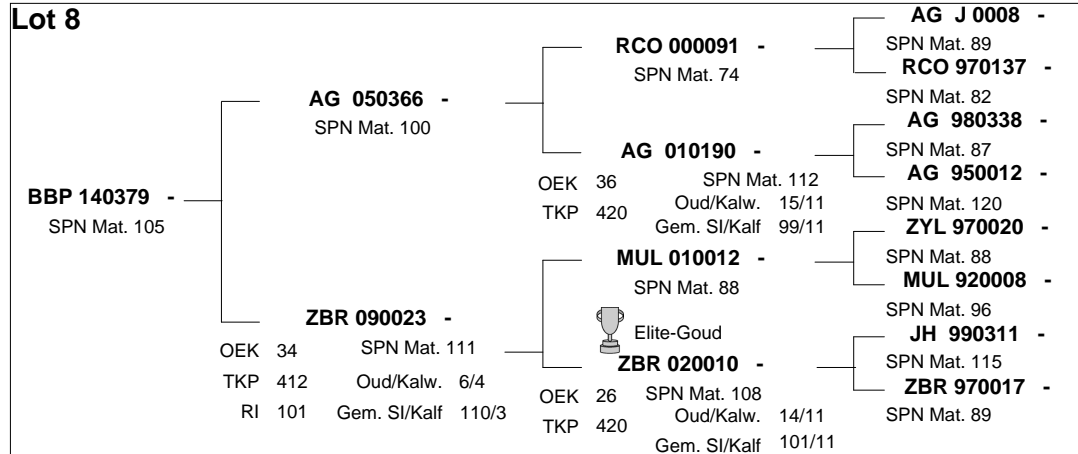 Lot 8
BBP 140379 -
SPN Mat. 105
AG 050366 -
SPN Mat. 100
ZBR 090023 -
OEK 34 SPN Mat. 111
TKP 412 Oud/Kalw. 6/4
RI 101 Gem. SI/Kalf 110/3
RCO 000091 -
SPN Mat. 74
AG 010190 -
OEK 36 SPN Mat. 112
TKP 420 Oud/Kalw. 15/11
Gem. SI/Kalf 99/11
MUL 010012 -
SPN Mat. 88
Elite-Goud
ZBR 020010 -
OEK 26 SPN Mat. 108
TKP 420 Oud/Kalw. 14/11
Gem. SI/Kalf 101/11
AG J 0008 -
SPN Mat. 89
RCO 970137 -
SPN Mat. 82
AG 980338 -
SPN Mat. 87
AG 950012 -
SPN Mat. 120
ZYL 970020 -
SPN Mat. 88
MUL 920008 -
SPN Mat. 96
JH 990311 -
SPN Mat. 115
ZBR 970017 -
SPN Mat. 89